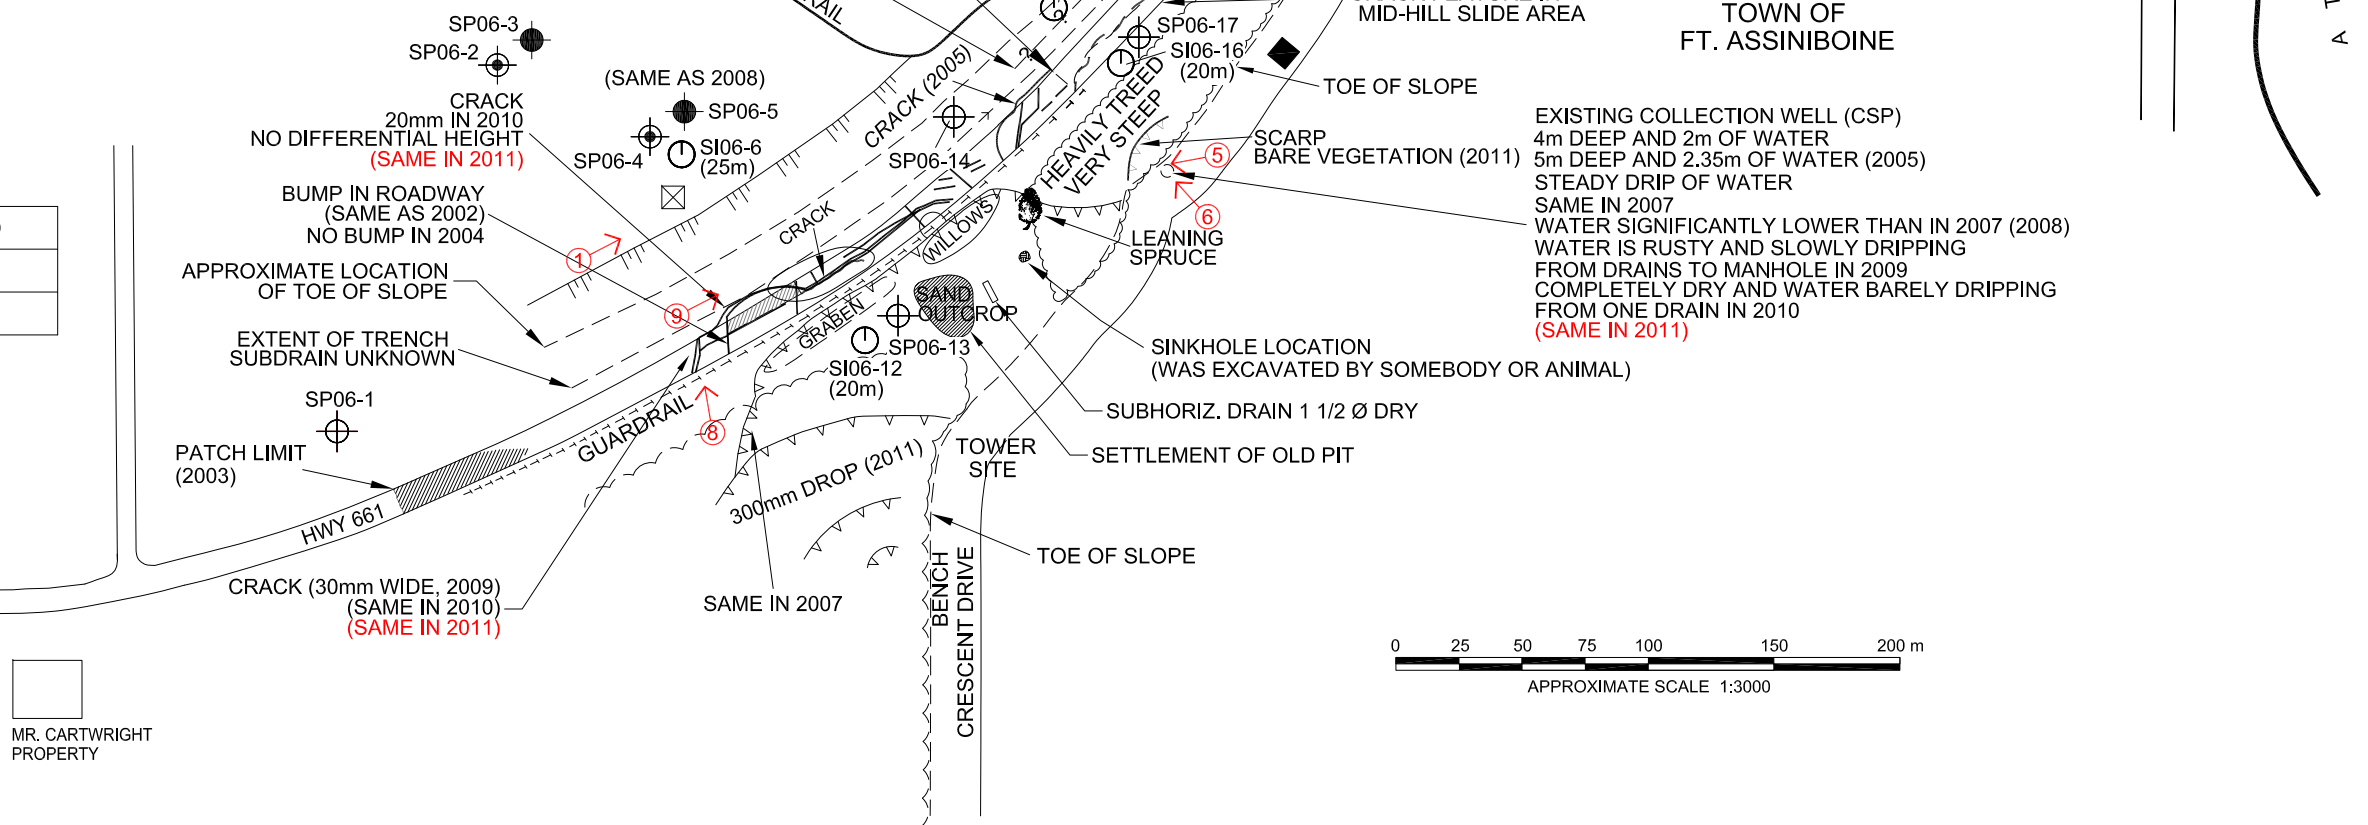 MID-HILL SLIDE AREA
TOWN OF
FT. ASSINIBOINE
A
SP06-3
SP06-2
(SAME AS 2008)
SP06-5
SP06-4
SI06-6
(25m)
CRACK
20mm IN 2010
NO DIFFERENTIAL HEIGHT
(SAME IN 2011)
BUMP IN ROADWAY
(SAME AS 2002)
NO BUMP IN 2004
APPROXIMATE LOCATION
OF TOE OF SLOPE
EXTENT OF TRENCH
SUBDRAIN UNKNOWN
SP06-1
PATCH LIMIT
(2003)
HWY 661
GUARDRAIL
CRACK (30mm WIDE, 2009)
(SAME IN 2010)
(SAME IN 2011)
MR. CARTWRIGHT
PROPERTY
1
9
8
CRACK (2005)
?
?
SP06-14
CRACK
WILLOWS
GRABEN
SAND
OUTCROP
SP06-13
SI06-12
(20m)
300mm DROP (2011)
SAME IN 2007
SP06-17
SI06-16
(20m)
HEAVILY TREED
VERY STEEP
TOE OF SLOPE
SCARP
BARE VEGETATION (2011)
5
6
LEANING
SPRUCE
SINKHOLE LOCATION
(WAS EXCAVATED BY SOMEBODY OR ANIMAL)
SUBHORIZ. DRAIN 1 1/2 Ø DRY
SETTLEMENT OF OLD PIT
TOWER
SITE
TOE OF SLOPE
BENCH
CRESCENT DRIVE
EXISTING COLLECTION WELL (CSP)
4m DEEP AND 2m OF WATER
5m DEEP AND 2.35m OF WATER (2005)
STEADY DRIP OF WATER
SAME IN 2007
WATER SIGNIFICANTLY LOWER THAN IN 2007 (2008)
WATER IS RUSTY AND SLOWLY DRIPPING
FROM DRAINS TO MANHOLE IN 2009
COMPLETELY DRY AND WATER BARELY DRIPPING
FROM ONE DRAIN IN 2010
(SAME IN 2011)
0 25 50 75 100 150 200 m
APPROXIMATE SCALE 1:3000